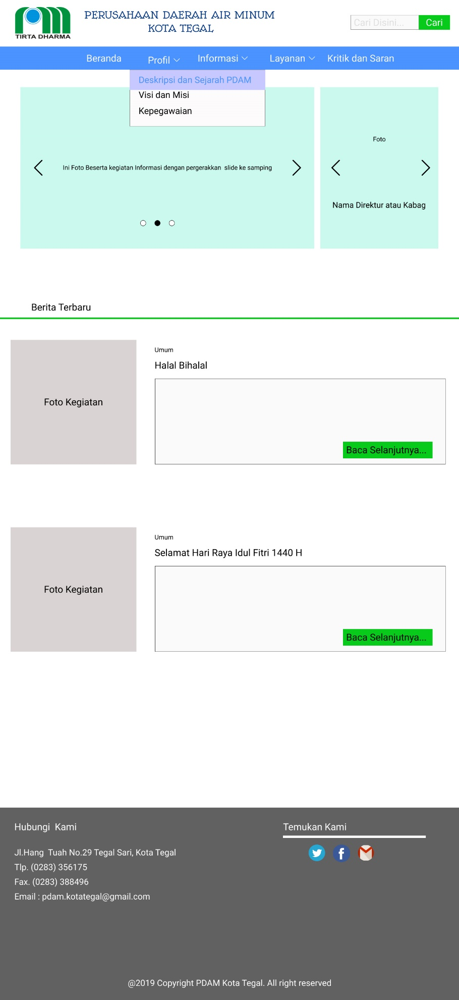 TIRTA DHARMA
PERUSAHAAN DAERAH AIR MINUM
KOTA TEGAL
Cari Disini...
Cari
Beranda
Profil
Informasi
Layanan
Kritik dan Saran
Deskripsi dan Sejarah PDAM
Visi dan Misi
Kepegawaian
Ini Foto Beserta kegiatan Informasi dengan pergerakkan slide ke samping
Foto
Nama Direktur atau Kabag
Berita Terbaru
Foto Kegiatan
Umum
Halal Bihalal
Baca Selanjutnya...
Foto Kegiatan
Umum
Selamat Hari Raya Idul Fitri 1440 H
Baca Selanjutnya...
Hubungi Kami
Jl.Hang Tuah No.29 Tegal Sari, Kota Tegal
Tlp. (0283) 356175
Fax. (0283) 388496
Email : pdam.kotategal@gmail.com
Temukan Kami
@2019 Copyright PDAM Kota Tegal. All right reserved